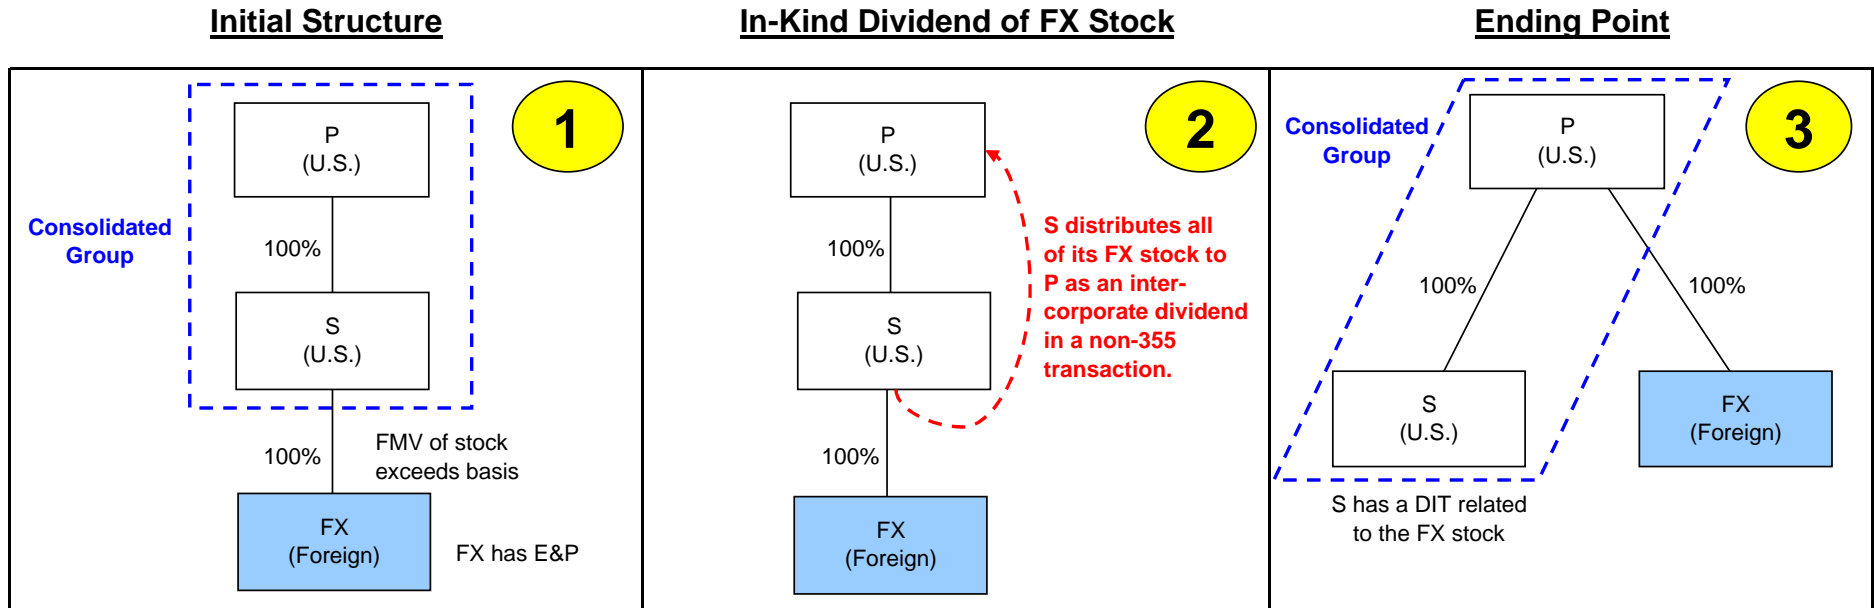 Initial Structure
In-Kind Dividend of FX Stock
Ending Point
1
P
(U.S.)
Consolidated
Group
100%
S
(U.S.)
100%
FMV of stock
exceeds basis
FX
(Foreign)
FX has E&P
2
P
(U.S.)
100%
S distributes all
of its FX stock to
P as an inter-
corporate dividend
in a non-355
transaction.
S
(U.S.)
100%
FX
(Foreign)
3
Consolidated
Group
P
(U.S.)
100%
100%
S
(U.S.)
FX
(Foreign)
S has a DIT related
to the FX stock